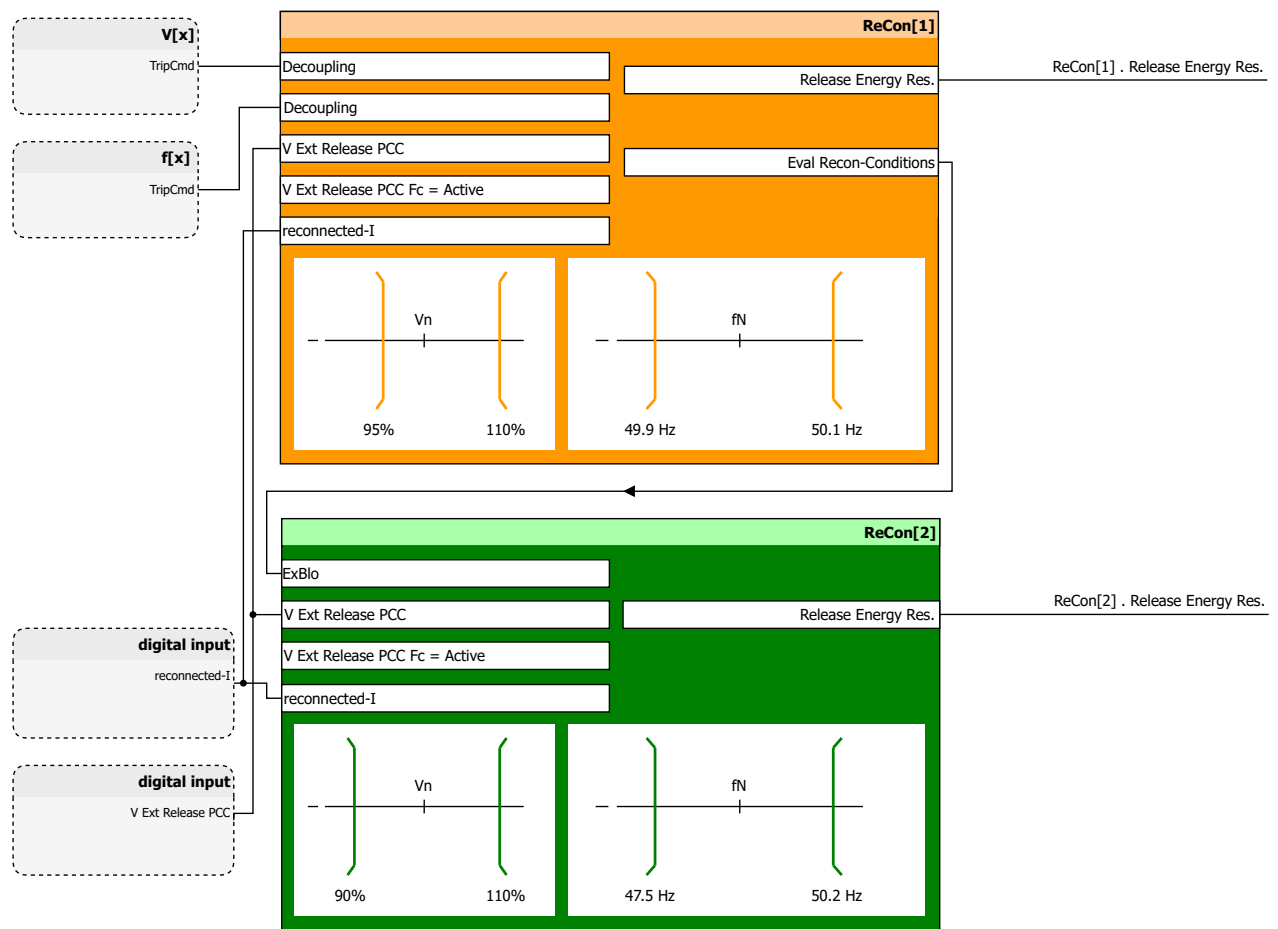 V[x]
TripCmd
f[x]
TripCmd
ReCon[1]
Decoupling
Decoupling
V Ext Release PCC
V Ext Release PCC Fc = Active
reconnected-I
Release Energy Res.
Eval Recon-Conditions
ReCon[1] . Release Energy Res.
Vn
95%
110%
fN
49.9 Hz
50.1 Hz
ReCon[2]
ExBlo
V Ext Release PCC
V Ext Release PCC Fc = Active
reconnected-I
Release Energy Res.
ReCon[2] . Release Energy Res.
digital input
reconnected-I
digital input
V Ext Release PCC
Vn
90%
110%
fN
47.5 Hz
50.2 Hz